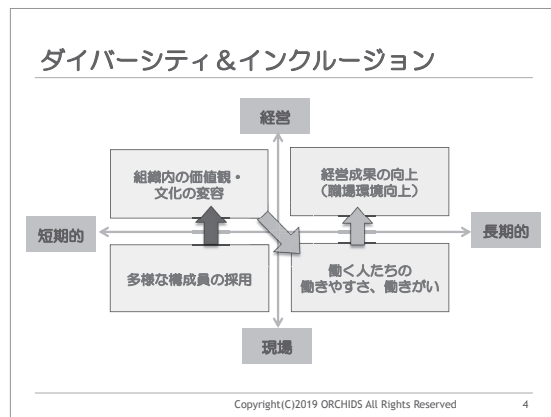 ダイバーシティ＆インクルージョン
経営
組織内の価値観・
文化の変容
経営成果の向上
（職場環境向上）
短期的
長期的
多様な構成員の採用
働く人たちの
働きやすさ、働きがい
現場
Copyright(C)2019 ORCHIDS All Rights Reserved
4